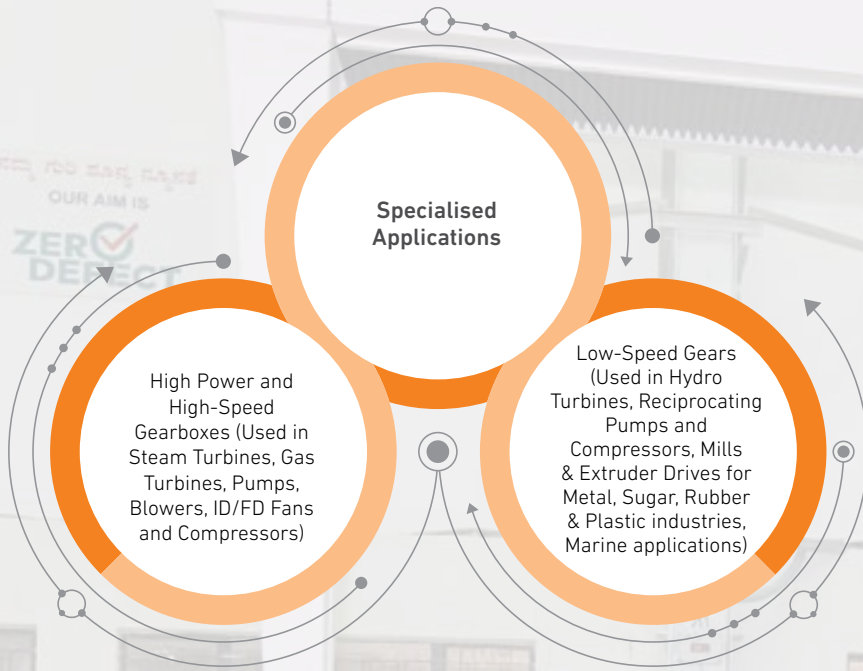 ನಮ್ಮ ಗುರಿ ಶೂನ್ಯ ನ್ಯೂನತೆ
OUR AIM IS
ZERO
DEFECT
Specialised
Applications
High Power and
High-Speed
Gearboxes (Used in
Steam Turbines, Gas
Turbines, Pumps,
Blowers, ID/FD Fans
and Compressors)
Low-Speed Gears
(Used in Hydro
Turbines, Reciprocating
Pumps and
Compressors, Mills
& Extruder Drives for
Metal, Sugar, Rubber
& Plastic industries,
Marine applications)